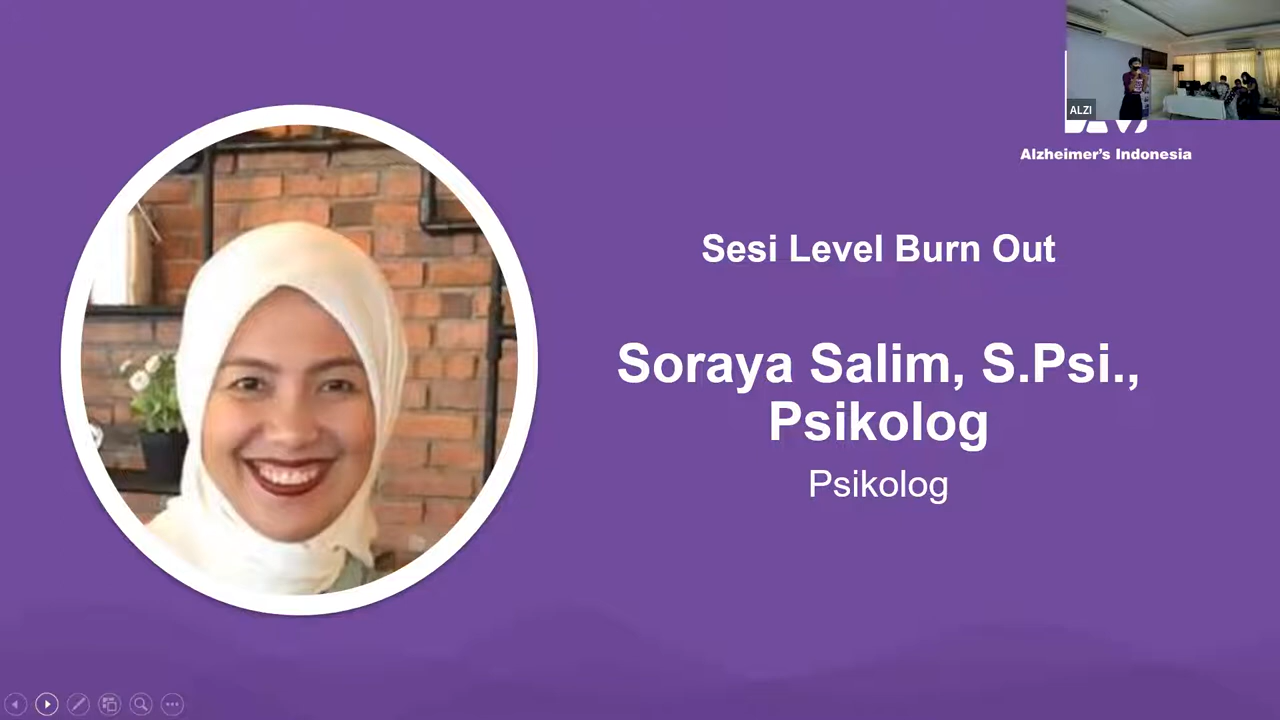 ALZI
Alzheimer's Indonesia
Sesi Level Burn Out
Soraya Salim, S.Psi.,
Psikolog
Psikolog